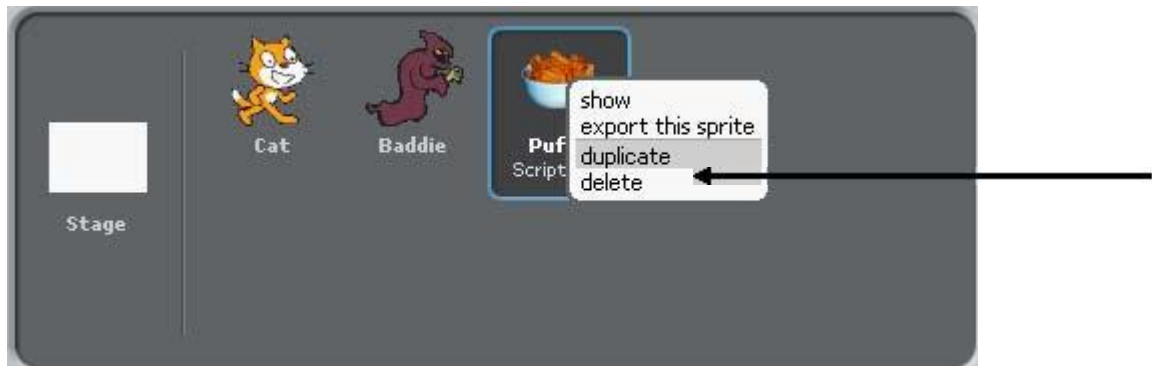 show
export this sprite
Cat
Baddie
Puf
duplicate
Script
delete
Stage